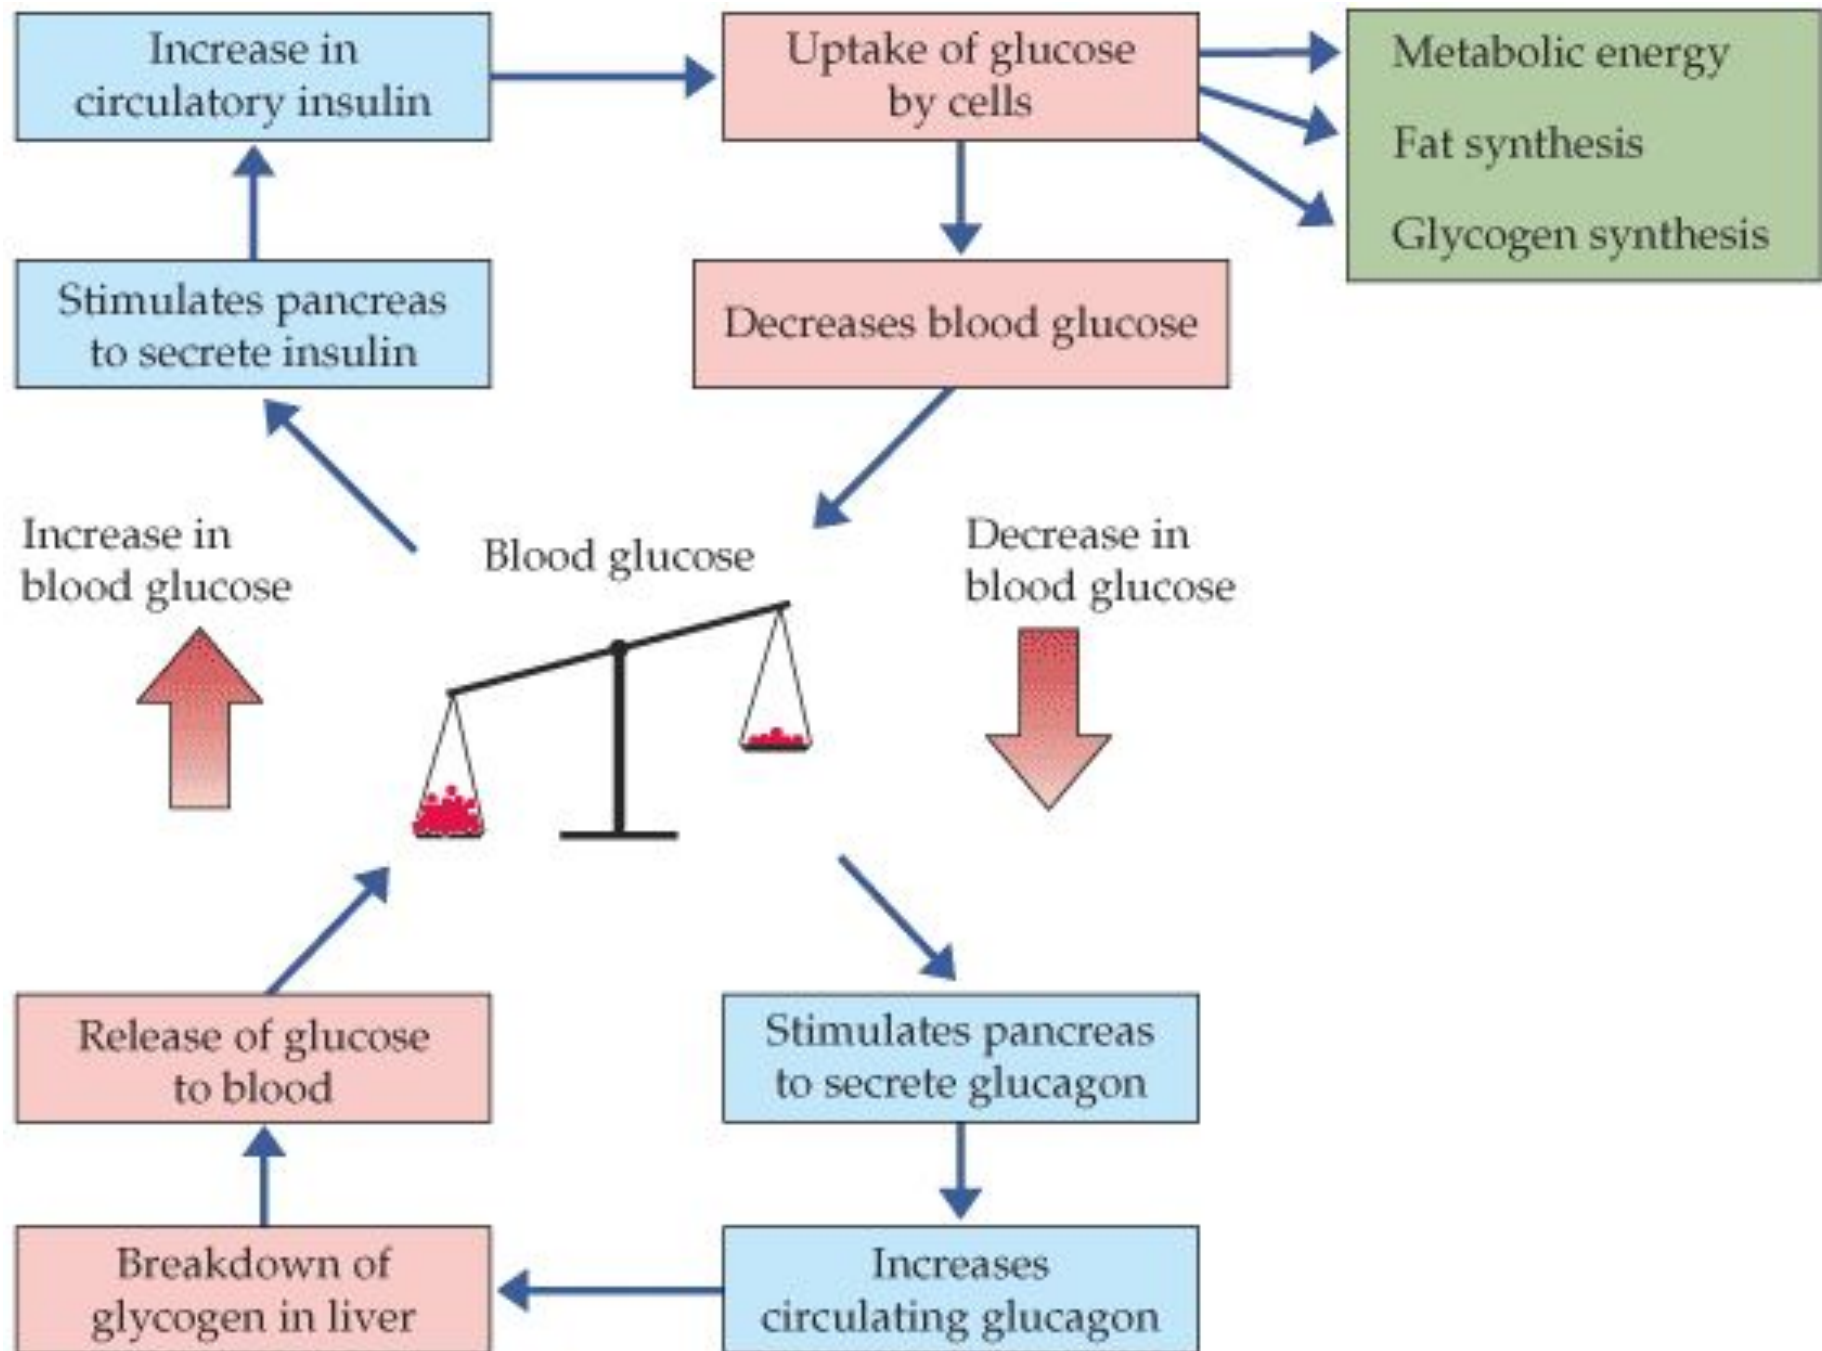 Increase in
circulatory insulin
Uptake of glucose
by cells
Metabolic energy
Fat synthesis
Glycogen synthesis
Stimulates pancreas
to secrete insulin
Decreases blood glucose
Increase in
blood glucose
Blood glucose
Decrease in
blood glucose
Release of glucose
to blood
Stimulates pancreas
to secrete glucagon
Breakdown of
glycogen in liver
Increases
circulating glucagon